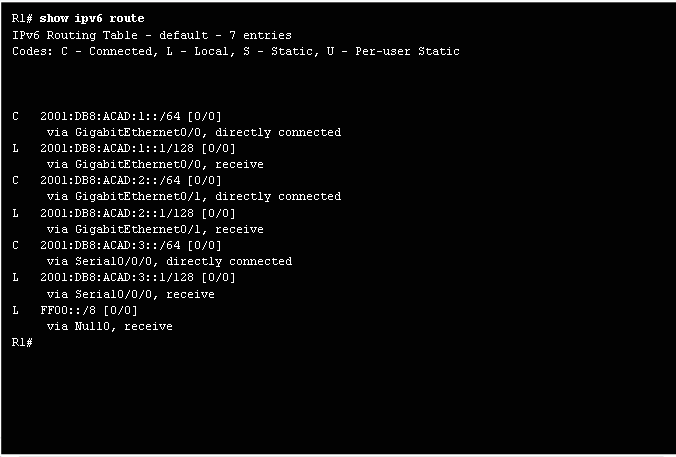 R1# show ipv6 route
IPv6 Routing Table - default - 7 entries
Codes: C - Connected, L - Local, S - Static, U - Per-user Static
C   2001:DB8:ACAD:1::/64 [0/0]
     via GigabitEthernet0/0, directly connected
L   2001:DB8:ACAD:1::1/128 [0/0]
     via GigabitEthernet0/0, receive
C   2001:DB8:ACAD:2::/64 [0/0]
     via GigabitEthernet0/1, directly connected
L   2001:DB8:ACAD:2::1/128 [0/0]
     via GigabitEthernet0/1, receive
C   2001:DB8:ACAD:3::/64 [0/0]
     via Serial0/0/0, directly connected
L   2001:DB8:ACAD:3::1/128 [0/0]
     via Serial0/0/0, receive
L   FF00::/8 [0/0]
     via Null0, receive
R1#